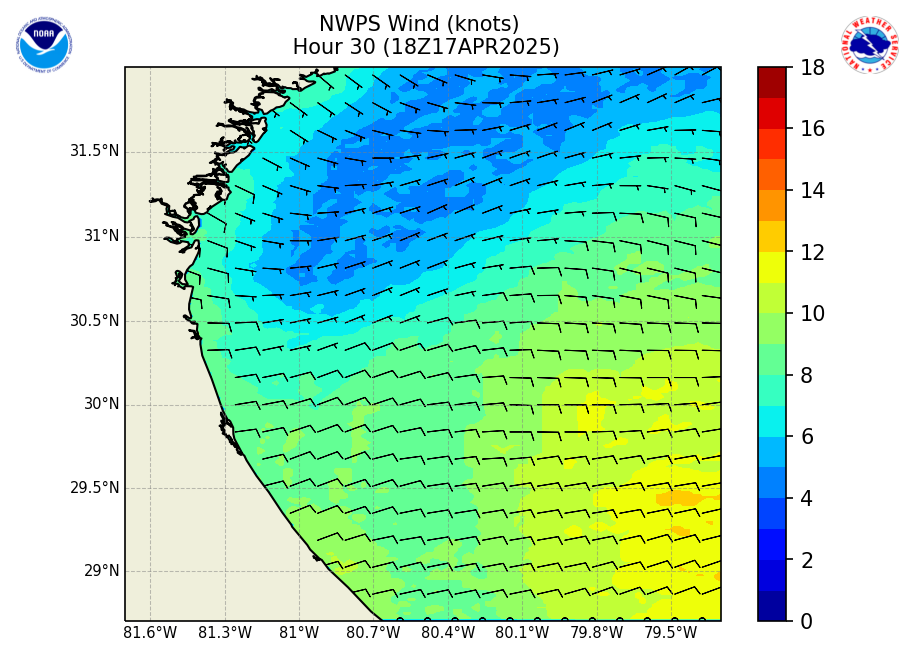 NWPS Wind (knots)
Hour 30 (18Z17APR2025)
NOAA
NATIONAL WEATHER SERVICE
18
16
14
12
10
8
6
4
2
0
31.5°N
31°N
30.5°N
30°N
29.5°N
29°N
81.6°W 81.3°W 81°W 80.7°W 80.4°W 80.1°W 79.8°W 79.5°W